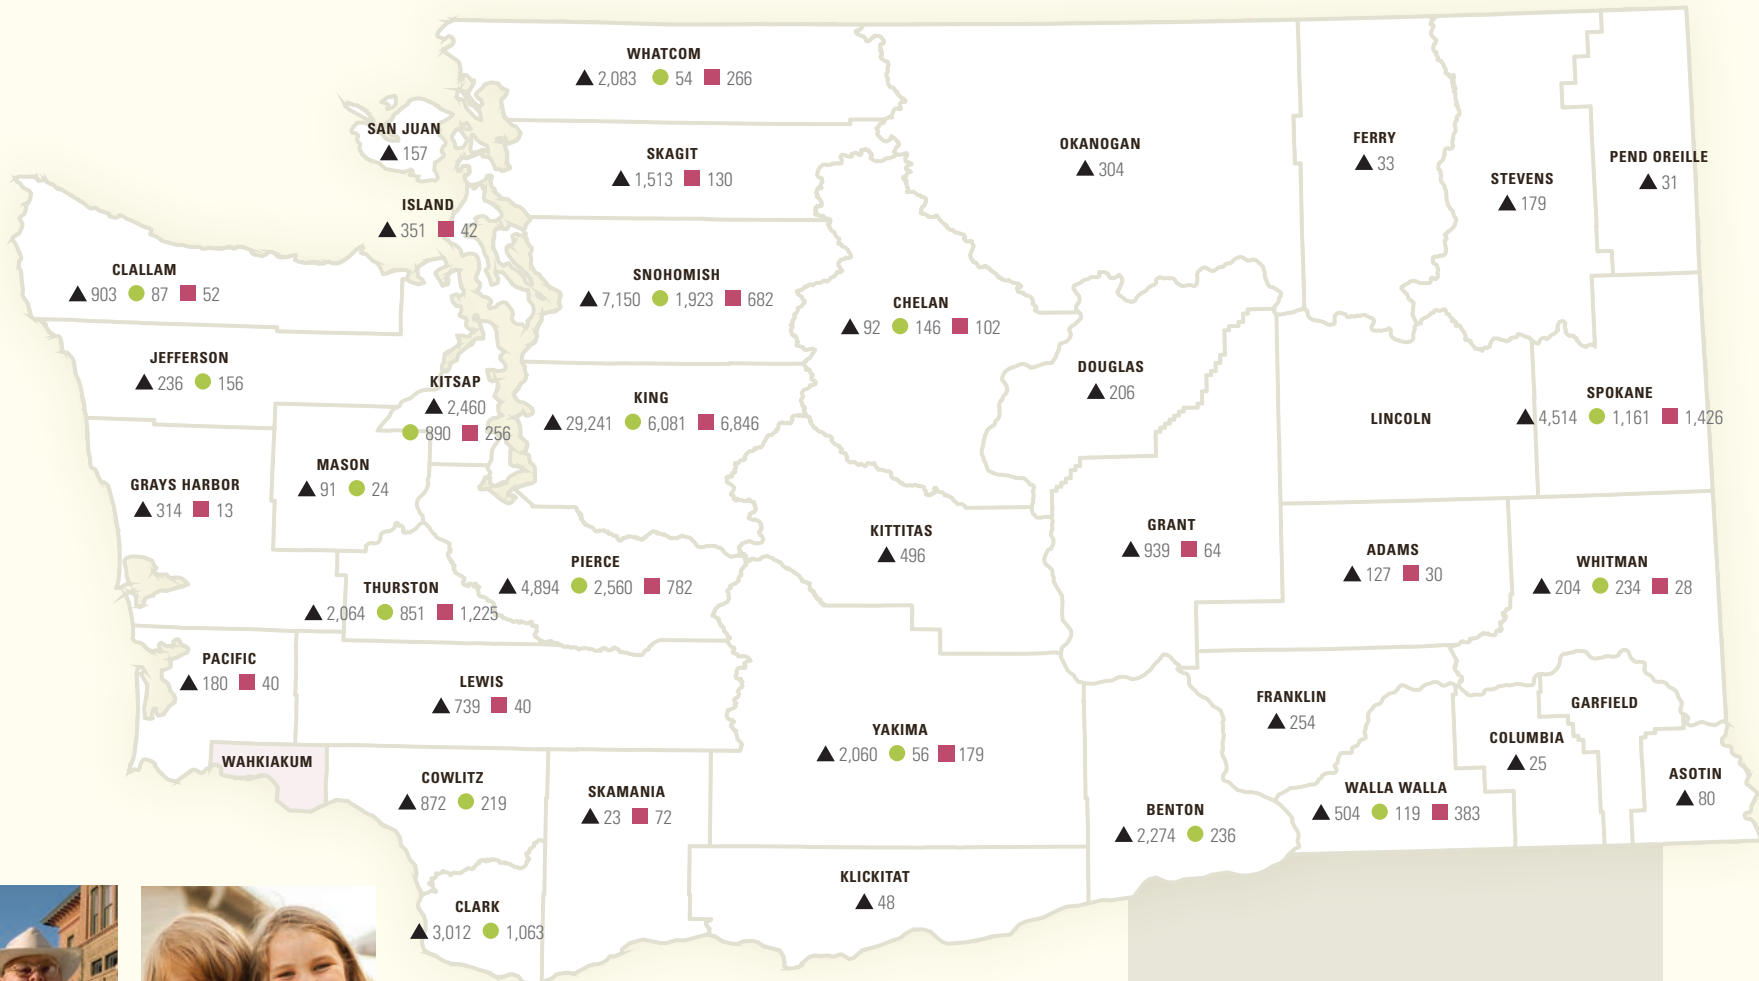 WHATCOM
▲ 2,083 ● 54 ■ 266
SAN JUAN
▲ 157
SKAGIT
▲ 1,513 ■ 130
ISLAND
▲ 351 ■ 42
OKANOGAN
▲ 304
FERRY
▲ 33
STEVENS
▲ 179
PEND OREILLE
▲ 31
CLALLAM
▲ 903 ● 87 ■ 52
SNOHOMISH
▲ 7,150 ● 1,923 ■ 682
CHELAN
▲ 92 ● 146 ■ 102
JEFFERSON
▲ 236 ● 156
KITSAP
▲ 2,460
● 890 ■ 256
KING
▲ 29,241 ● 6,081 ■ 6,846
DOUGLAS
▲ 206
LINCOLN
SPOKANE
▲ 4,514 ● 1,161 ■ 1,426
GRAYS HARBOR
▲ 314 ■ 13
MASON
▲ 91 ● 24
KITTITAS
▲ 496
GRANT
▲ 939 ■ 64
ADAMS
▲ 127 ■ 30
WHITMAN
▲ 204 ● 234 ■ 28
THURSTON
▲ 2,064 ● 851 ■ 1,225
PIERCE
▲ 4,894 ● 2,560 ■ 782
PACIFIC
▲ 180 ■ 40
LEWIS
▲ 739 ■ 40
YAKIMA
▲ 2,060 ● 56 ■ 179
FRANKLIN
▲ 254
GARFIELD
COLUMBIA
▲ 25
WAHKIAKUM
COWLITZ
▲ 872 ● 219
SKAMANIA
▲ 23 ■ 72
BENTON
▲ 2,274 ● 236
WALLA WALLA
▲ 504 ● 119 ■ 383
ASOTIN
▲ 80
KLICKITAT
▲ 48
CLARK
▲ 3,012 ● 1,063